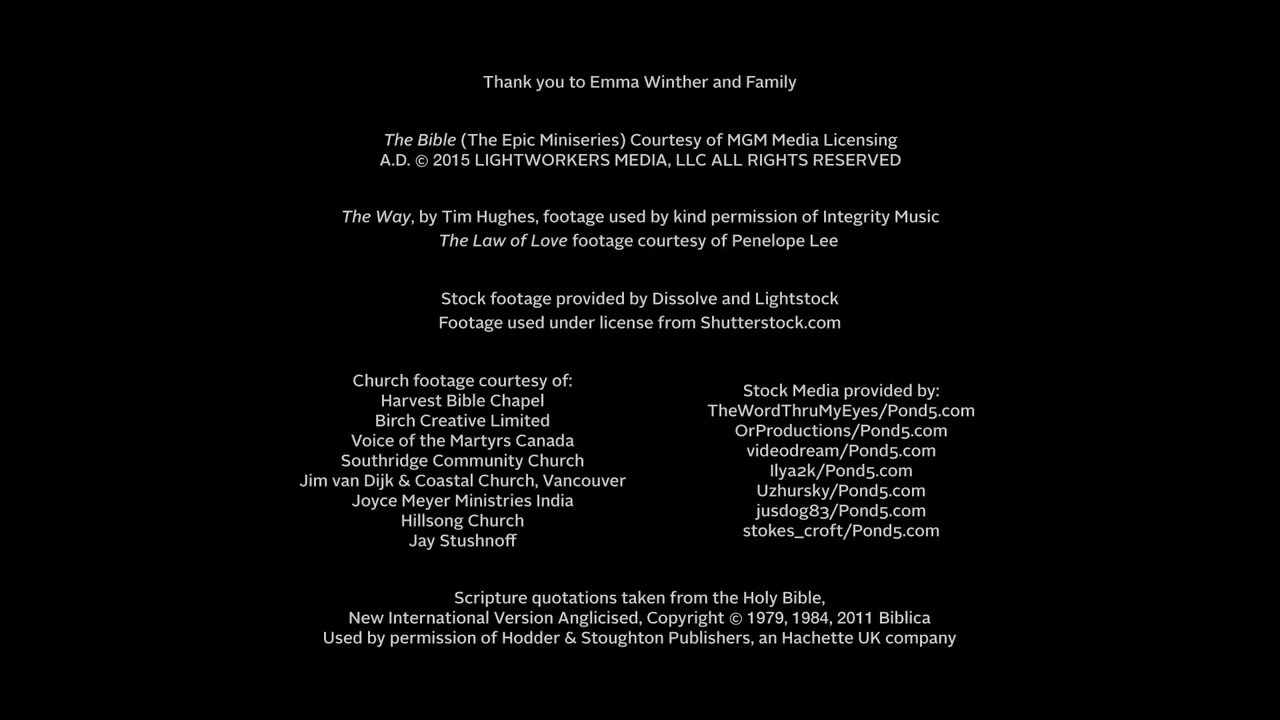 Thank you to Emma Winther and Family
The Bible (The Epic Miniseries) Courtesy of MGM Media Licensing
A.D. © 2015 LIGHTWORKERS MEDIA, LLC ALL RIGHTS RESERVED
The Way, by Tim Hughes, footage used by kind permission of Integrity Music
The Law of Love footage courtesy of Penelope Lee
Stock footage provided by Dissolve and Lightstock
Footage used under license from Shutterstock.com
Church footage courtesy of:
Harvest Bible Chapel
Birch Creative Limited
Voice of the Martyrs Canada
Southridge Community Church
Jim van Dijk & Coastal Church, Vancouver
Joyce Meyer Ministries India
Hillsong Church
Jay Stushnoff
Stock Media provided by:
TheWordThruMyEyes/Pond5.com
OrProductions/Pond5.com
videodream/Pond5.com
Ilya2k/Pond5.com
Uzhursky/Pond5.com
jusdog83/Pond5.com
stokes_croft/Pond5.com
Scripture quotations taken from the Holy Bible,
New International Version Anglicised, Copyright © 1979, 1984, 2011 Biblica
Used by permission of Hodder & Stoughton Publishers, an Hachette UK company